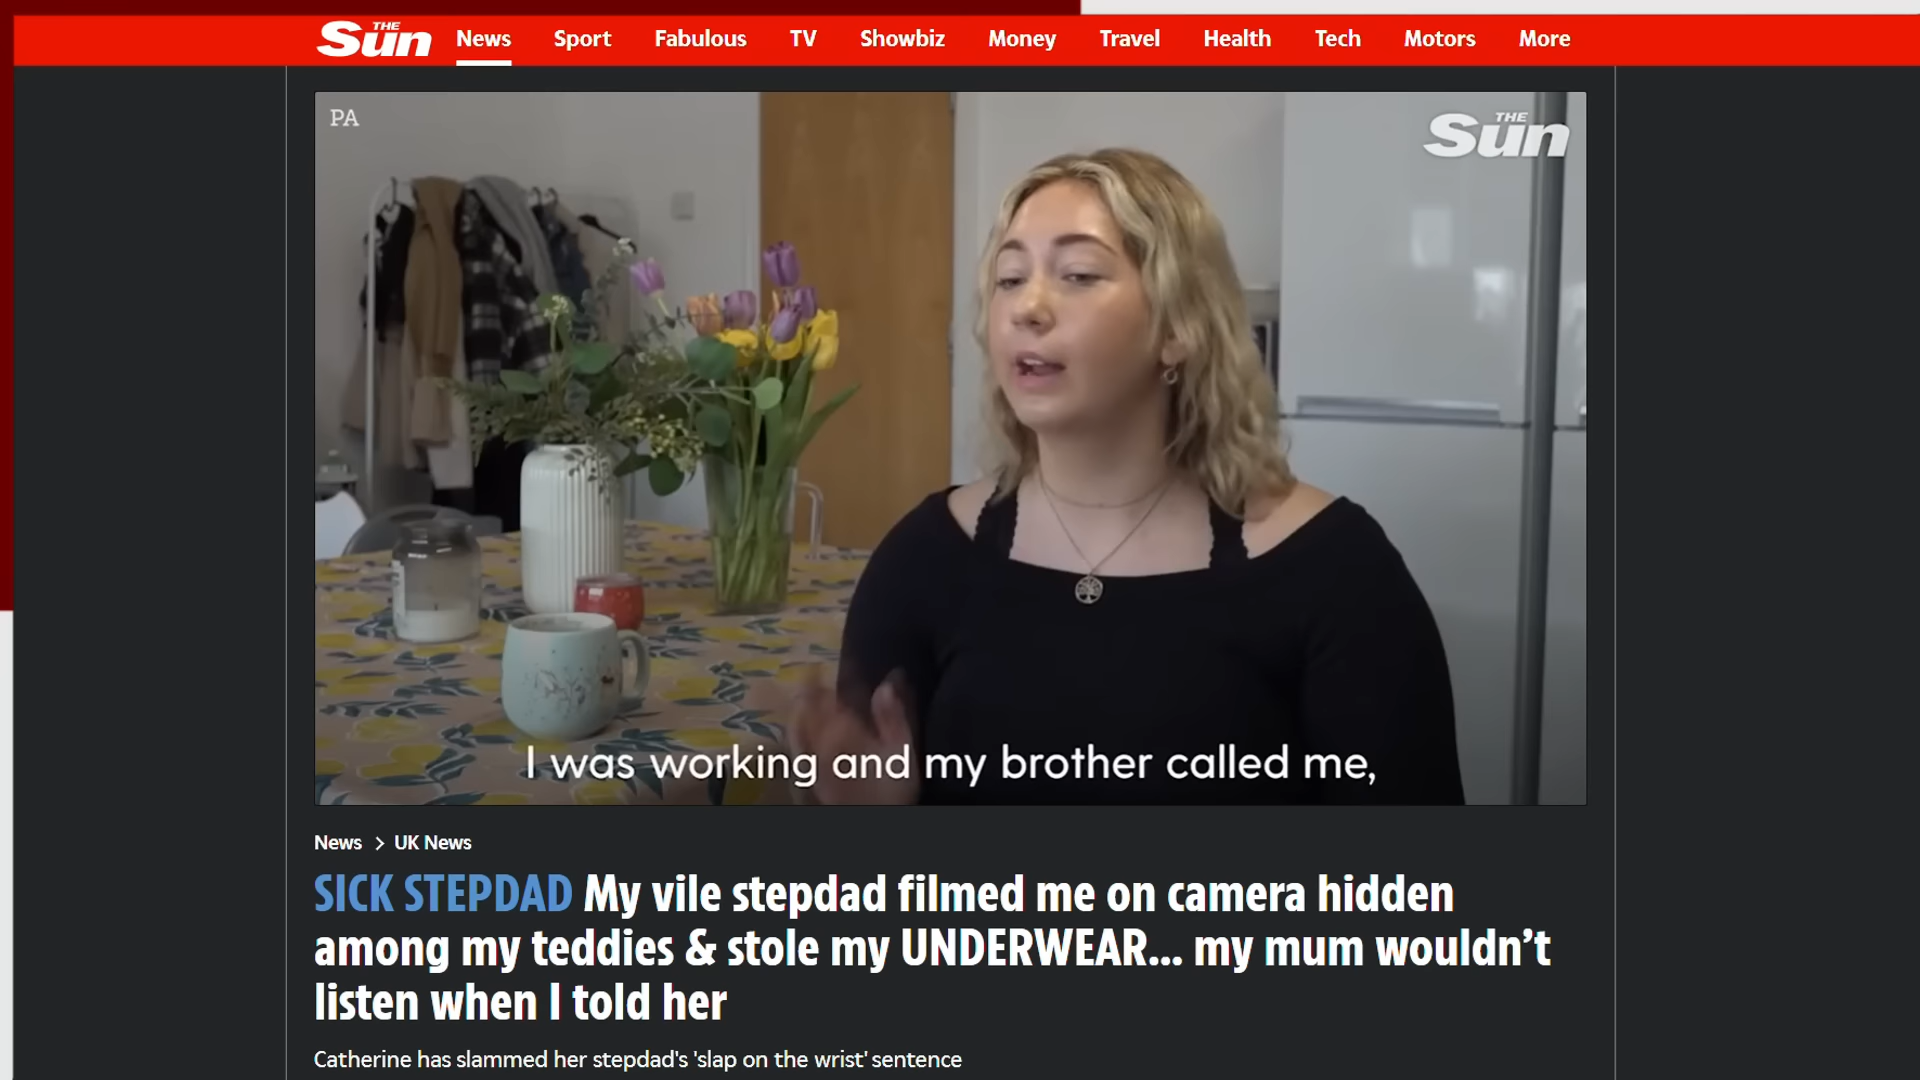 THE Sun News Sport Fabulous TV Showbiz Money Travel Health Tech Motors More
PA
THE Sun
I was working and my brother called me,
News > UK News
SICK STEPDAD My vile stepdad filmed me on camera hidden
among my teddies & stole my UNDERWEAR... my mum wouldn’t
listen when I told her
Catherine has slammed her stepdad's 'slap on the wrist' sentence